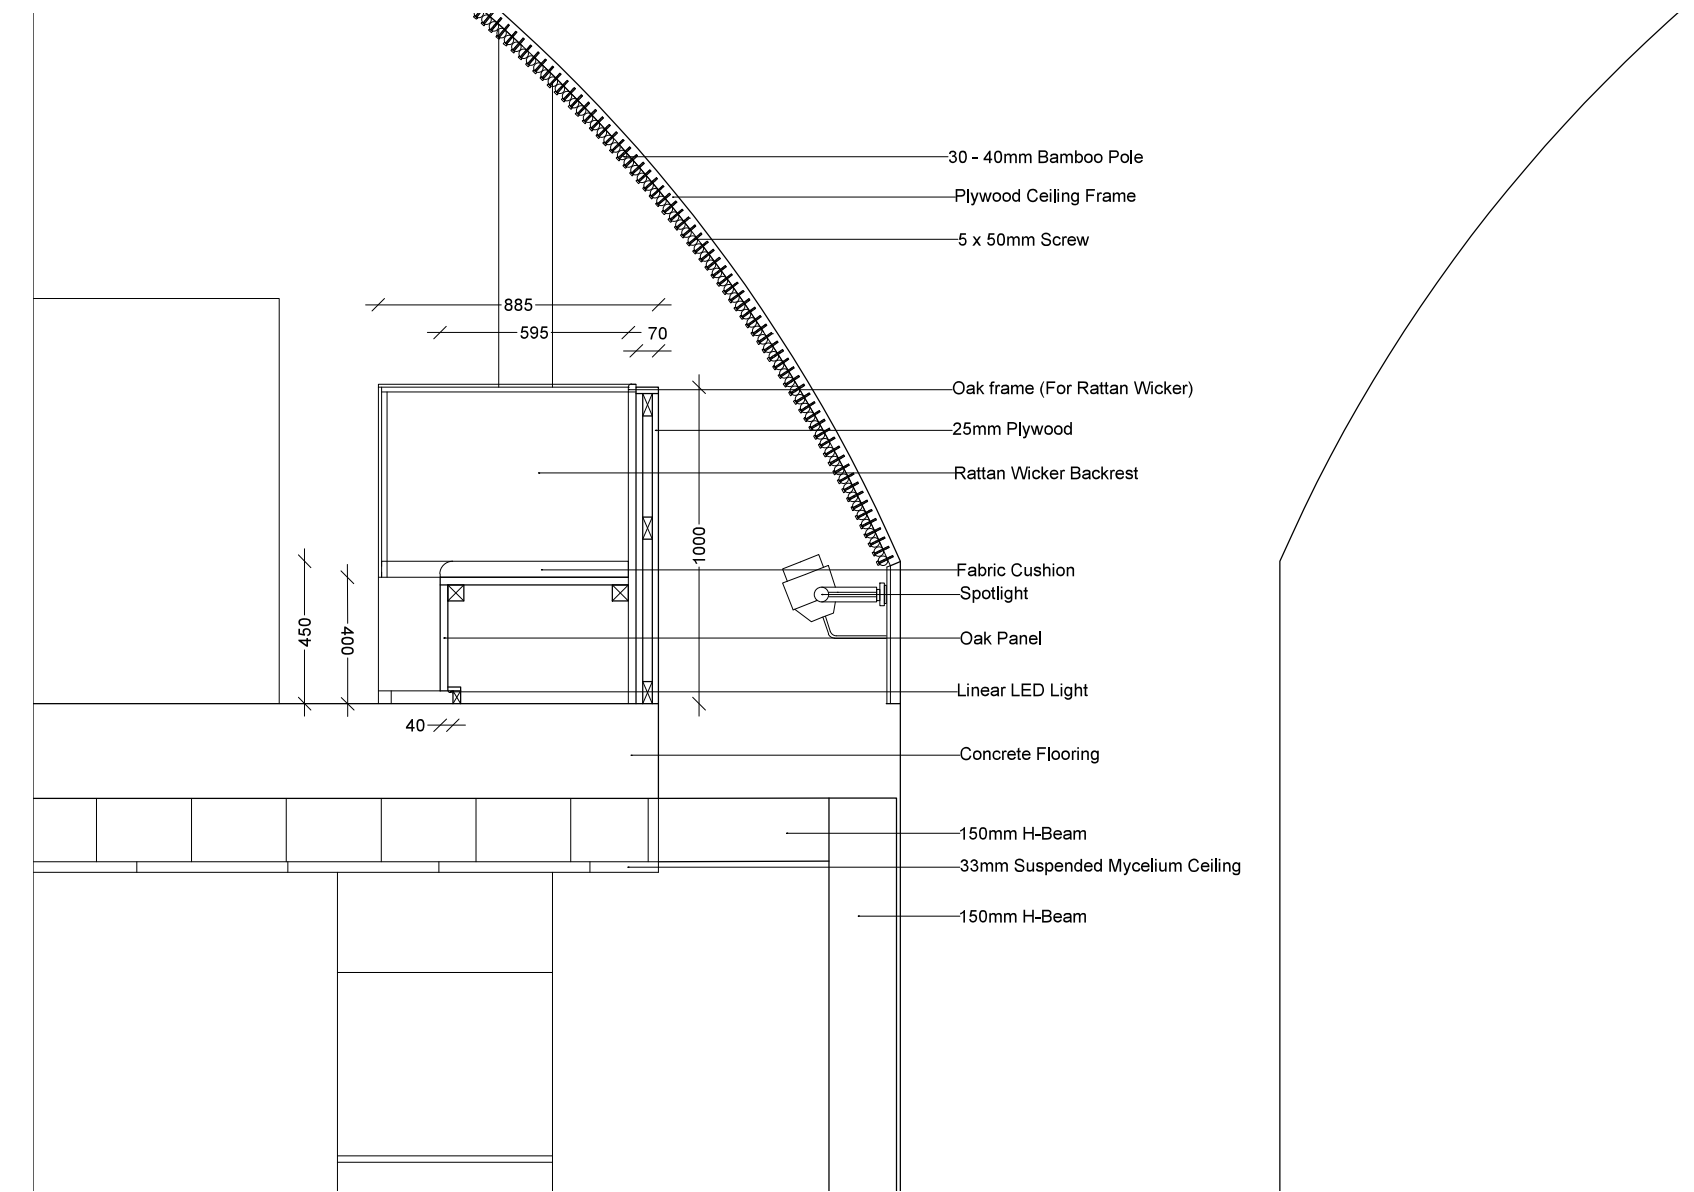 30 - 40mm Bamboo Pole
Plywood Ceiling Frame
5 x 50mm Screw
885
595
70
Oak frame (For Rattan Wicker)
25mm Plywood
Rattan Wicker Backrest
1000
Fabric Cushion
Spotlight
450
400
Oak Panel
Linear LED Light
40
Concrete Flooring
150mm H-Beam
33mm Suspended Mycelium Ceiling
150mm H-Beam